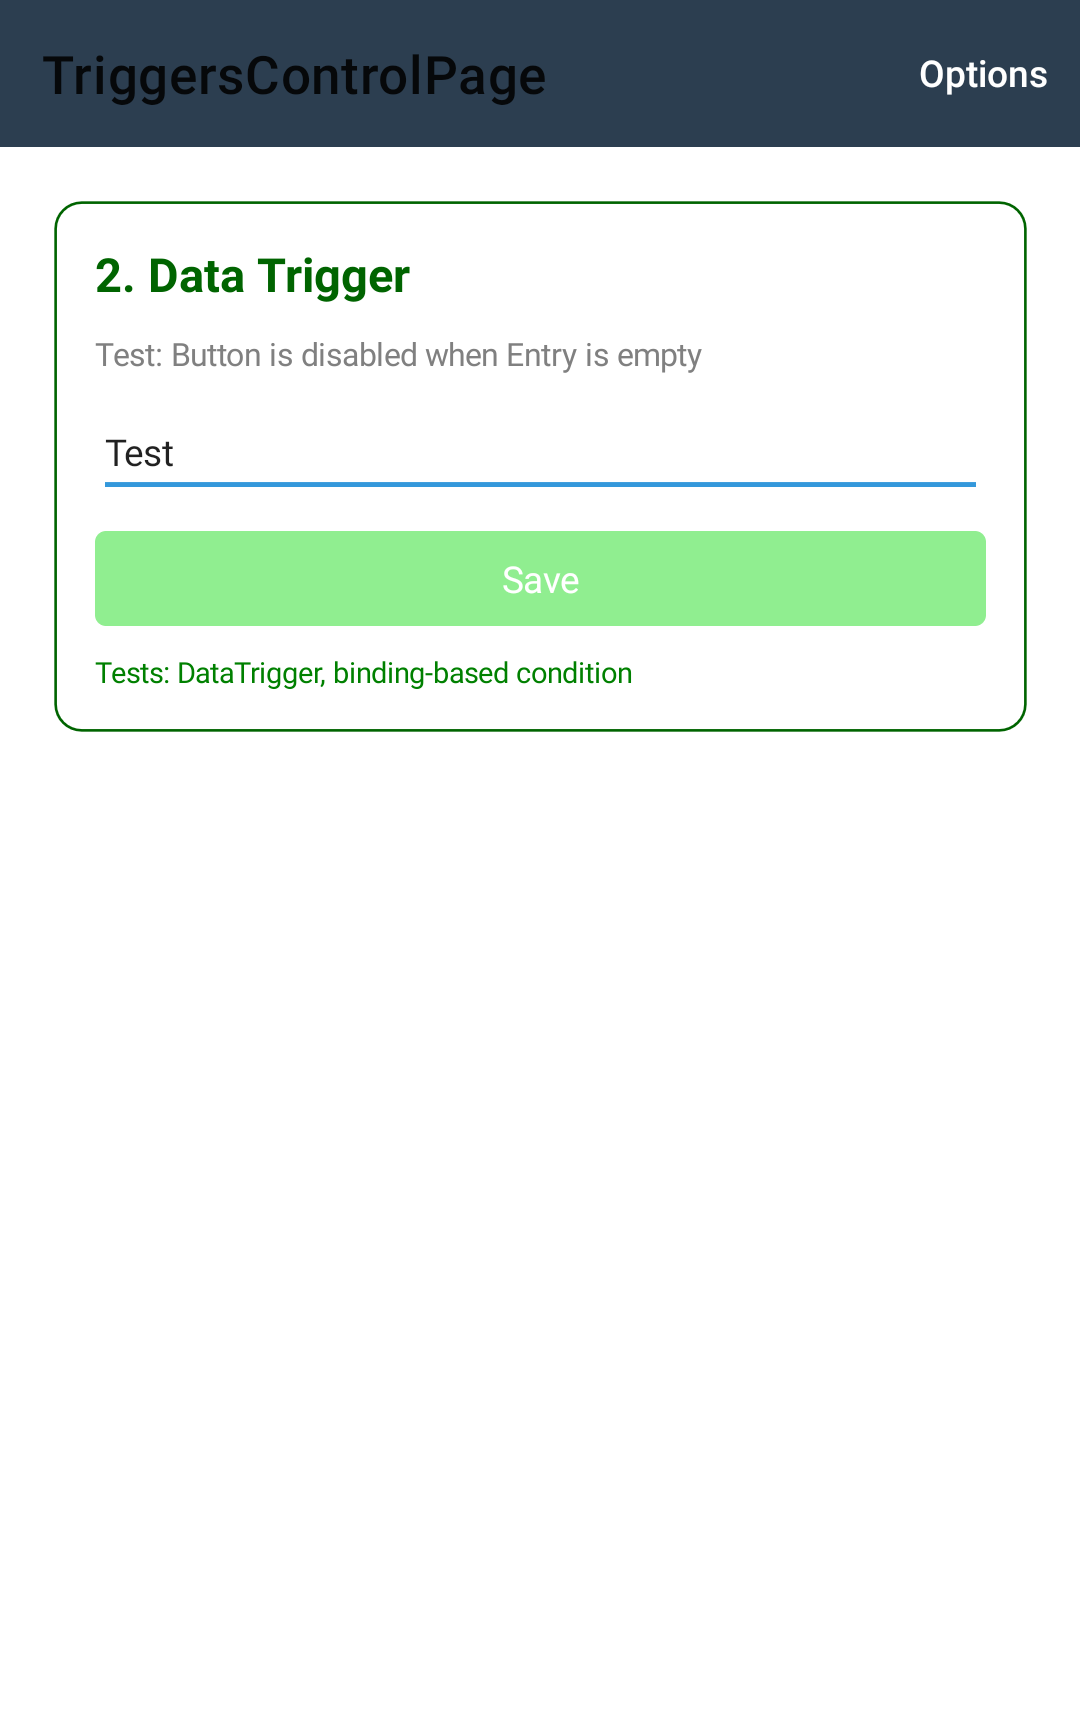 TriggersControlPage
Options
2. Data Trigger
Test: Button is disabled when Entry is empty
Test
Save
Tests: DataTrigger, binding-based condition